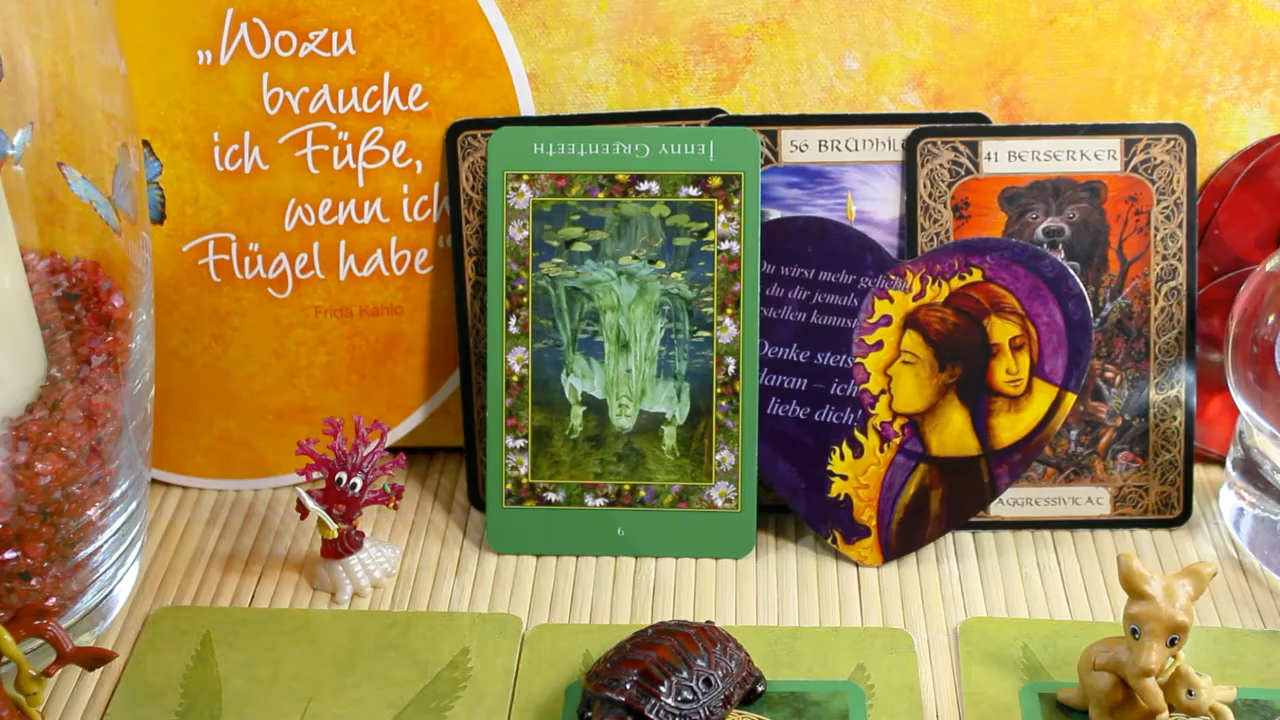 „Wozu
brauche
ich Füße,
wenn ich
Flügel habe“
Frida Kahlo
Jenny Greenteeth
9
56 BRÜNHIL
41 BERSERKER
Du wirst mehr geliebt
du dir jemals
stellen kannst
Denke stets
daran – ich
liebe dich!
AGGRESSIVITÄT